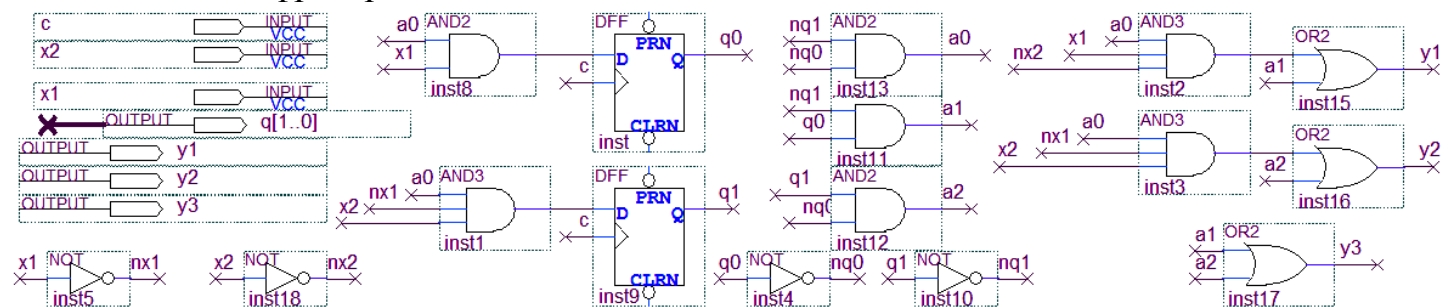 c INPUT VCC
x2 INPUT VCC
x1 INPUT VCC
OUTPUT q[1..0]
OUTPUT y1
OUTPUT y2
OUTPUT y3
x1 NOT nx1 inst5
x2 NOT nx2 inst18
AND2 a0 x1 inst8
DFF PRN D Q c CLRN inst q0
AND3 a0 nx1 x2 inst1
DFF PRN D Q c CLRN inst9 q1
nq1 AND2 nq0 a0 inst13
nq1 q0 a1 inst11
q1 AND2 nq0 a2 inst12
q0 NOT nq0 inst4
q1 NOT nq1 inst10
AND3 a0 x1 nx2 inst2
OR2 a1 y1 inst15
AND3 a0 nx1 x2 inst3
OR2 a2 y2 inst16
OR2 a1 a2 y3 inst17